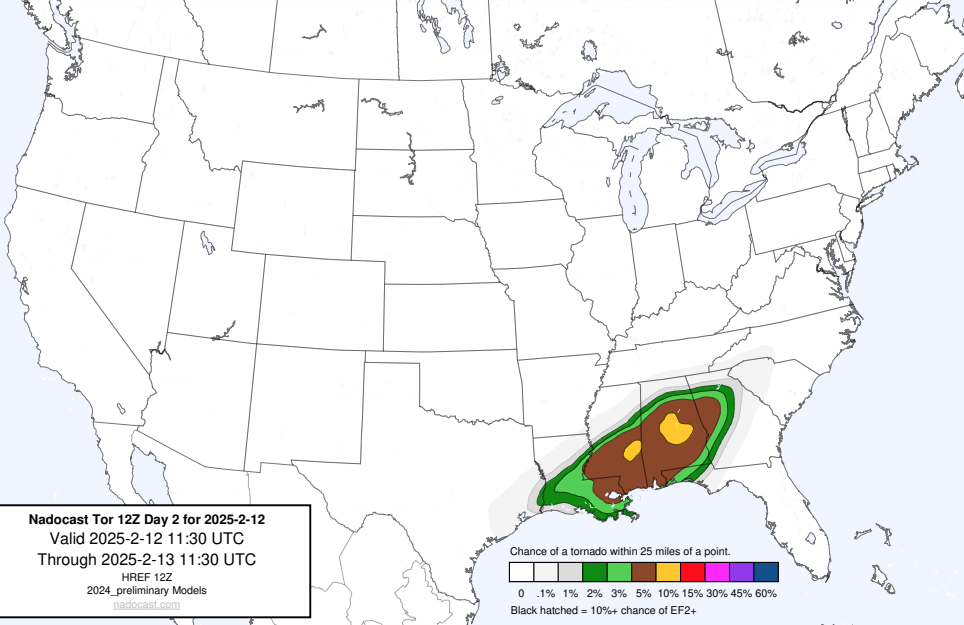 Nadocast Tor 12Z Day 2 for 2025-2-12
Valid 2025-2-12 11:30 UTC
Through 2025-2-13 11:30 UTC
HREF 12Z
2024_preliminary Models
nadocast.com
Chance of a tornado within 25 miles of a point.
0 .1% 1% 2% 3% 5% 10% 15% 30% 45% 60%
Black hatched = 10%+ chance of EF2+